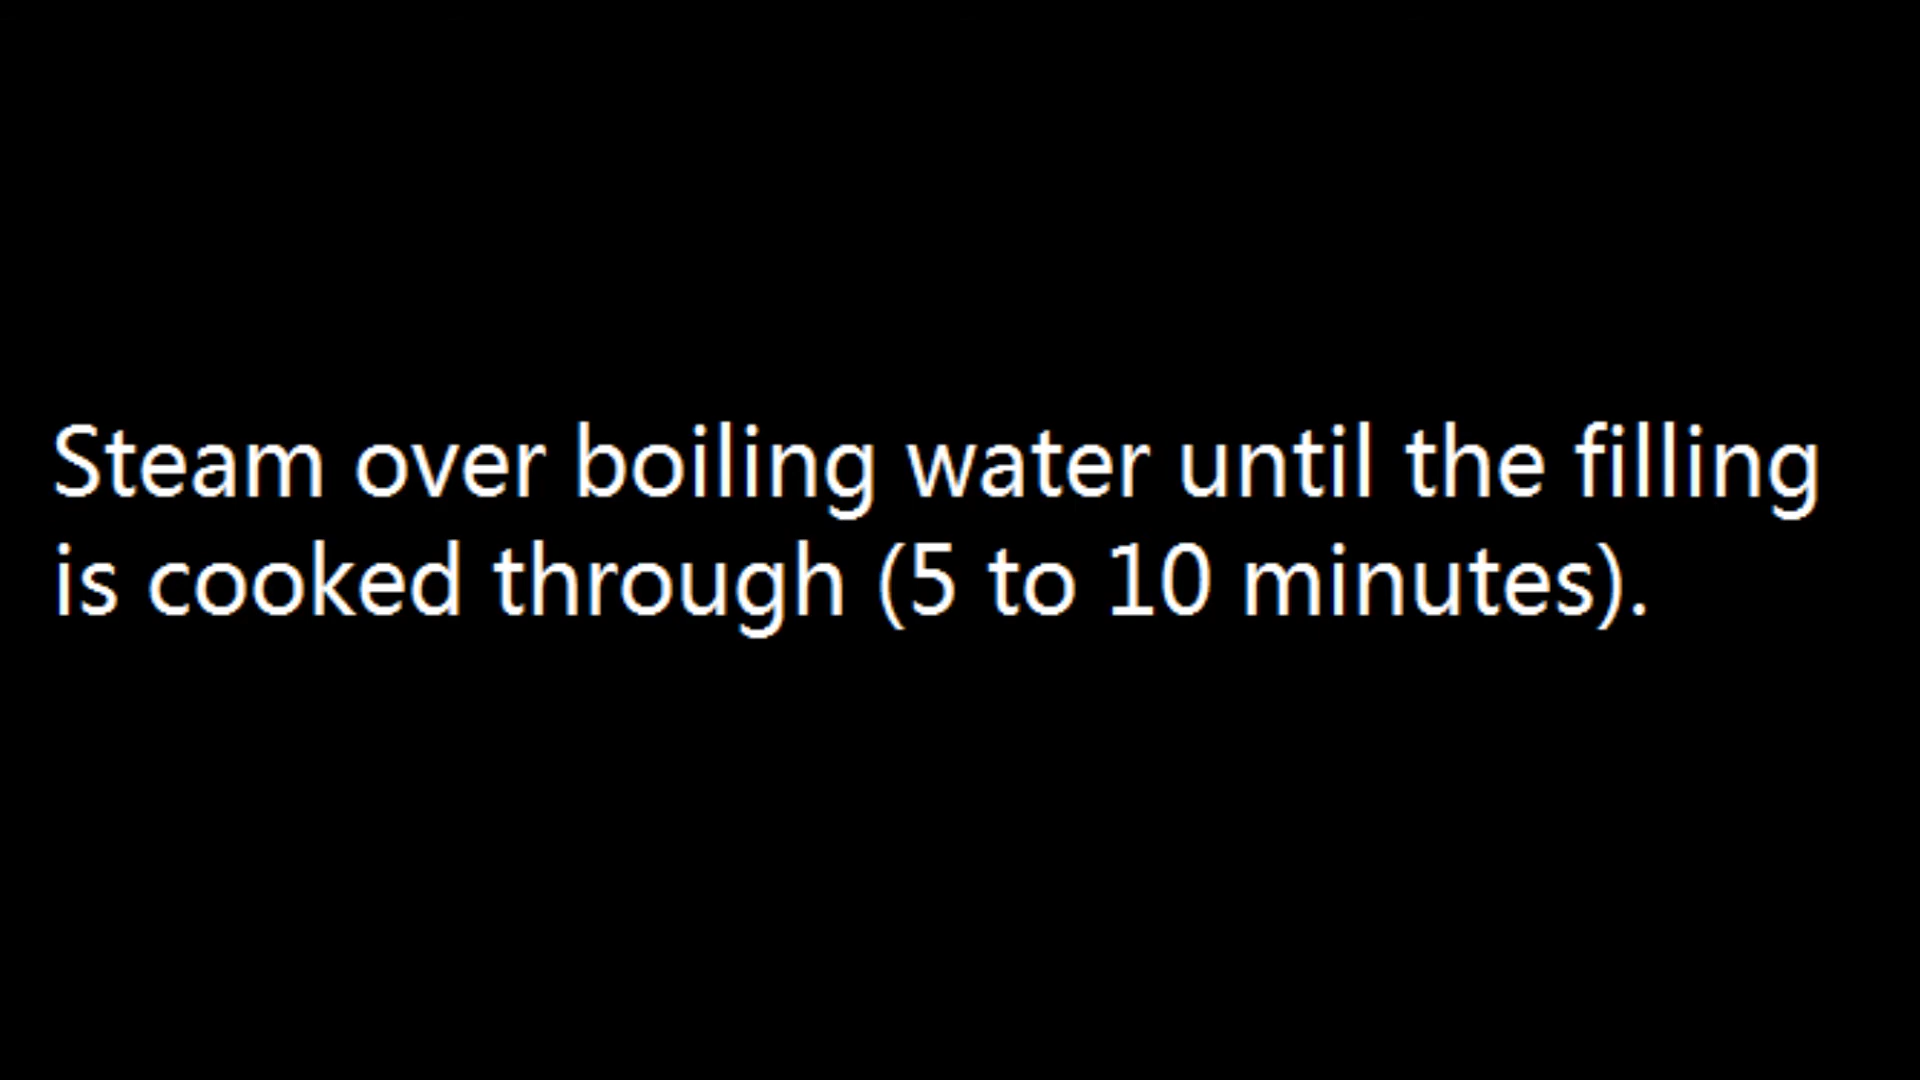 Steam over boiling water until the filling
is cooked through (5 to 10 minutes).